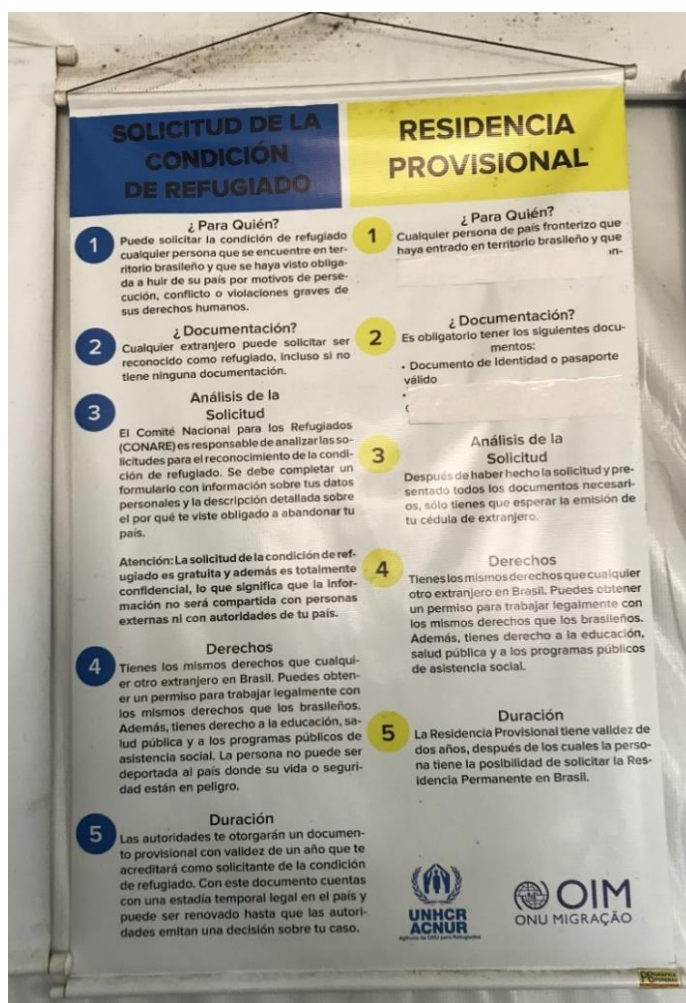 SOLICITUD DE LA
CONDICIÓN
DE REFUGIADO
1
¿Para Quién?
Puede solicitar la condición de refugiado
cualquier persona que se encuentre en ter-
ritorio brasileño y que se haya visto obliga-
da a huir de su país por motivos de perse-
cución, conflicto o violaciones graves de
sus derechos humanos.
2
¿Documentación?
Cualquier extranjero puede solicitar ser
reconocido como refugiado, incluso si no
tiene ninguna documentación.
3
Análisis de la
Solicitud
El Comité Nacional para los Refugiados
(CONARE) es responsable de analizar las so-
licitudes para el reconocimiento de la condi-
ción de refugiado. Se debe completar un
formulario con información sobre tus datos
personales y la descripción detallada sobre
el por qué te viste obligado a abandonar tu
país.
Atención: La solicitud de la condición de ref-
ugiado es gratuita y además es totalmente
confidencial, lo que significa que la infor-
mación no será compartida con personas
externas ni con autoridades de tu país.
4
Derechos
Tienes los mismos derechos que cualqui-
er otro extranjero en Brasil. Puedes obten-
er un permiso para trabajar legalmente con
los mismos derechos que los brasileños.
Además, tienes derecho a la educación, sa-
lud pública y a los programas públicos de
asistencia social. La persona no puede ser
deportada al país donde su vida o seguri-
dad están en peligro.
5
Duración
Las autoridades te otorgarán un documen-
to provisional con validez de un año que te
acreditará como solicitante de la condición
de refugiado. Con este documento cuentas
con una estadía temporal legal en el país y
puede ser renovado hasta que las autori-
dades emitan una decisión sobre tu caso.
RESIDENCIA
PROVISIONAL
1
¿Para Quién?
Cualquier persona de país fronterizo que
haya entrado en territorio brasileño y que
2
¿Documentación?
Es obligatorio tener los siguientes docu-
mentos:
• Documento de Identidad o pasaporte
válido
3
Análisis de la
Solicitud
Después de haber hecho la solicitud y pre-
sentado todos los documentos necesari-
os, sólo tienes que esperar la emisión de
tu cédula de extranjero.
4
Derechos
Tienes los mismos derechos que cualquier
otro extranjero en Brasil. Puedes obtener
un permiso para trabajar legalmente con
los mismos derechos que los brasileños.
Además, tienes derecho a la educación,
salud pública y a los programas públicos
de asistencia social.
5
Duración
La Residencia Provisional tiene validez de
dos años, después de los cuales la perso-
na tiene la posibilidad de solicitar la Res-
idencia Permanente en Brasil.
UNHCR
ACNUR
Agência da ONU para Refugiados
OIM
ONU MIGRAÇÃO